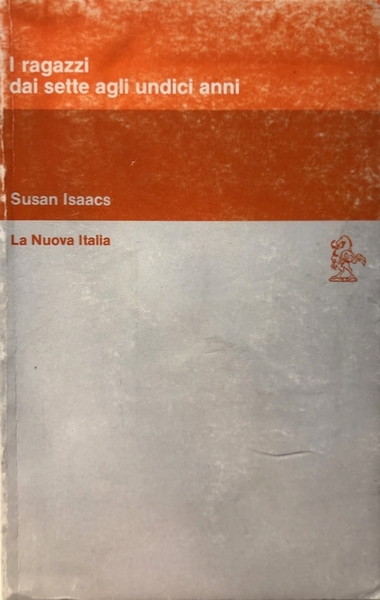 I ragazzi
dai sette agli undici anni
Susan Isaacs
La Nuova Italia